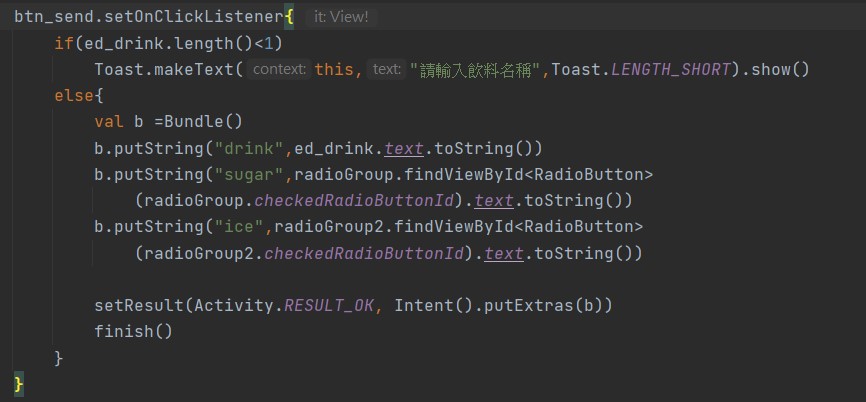 btn_send.setOnClickListener{ it: View!
if(ed_drink.length()<1)
Toast.makeText( context: this, text: "請輸入飲料名稱",Toast.LENGTH_SHORT).show()
else{
val b =Bundle()
b.putString("drink",ed_drink.text.toString())
b.putString("sugar",radioGroup.findViewById<RadioButton>
(radioGroup.checkedRadioButtonId).text.toString())
b.putString("ice",radioGroup2.findViewById<RadioButton>
(radioGroup2.checkedRadioButtonId).text.toString())
setResult(Activity.RESULT_OK, Intent().putExtras(b))
finish()
}
}